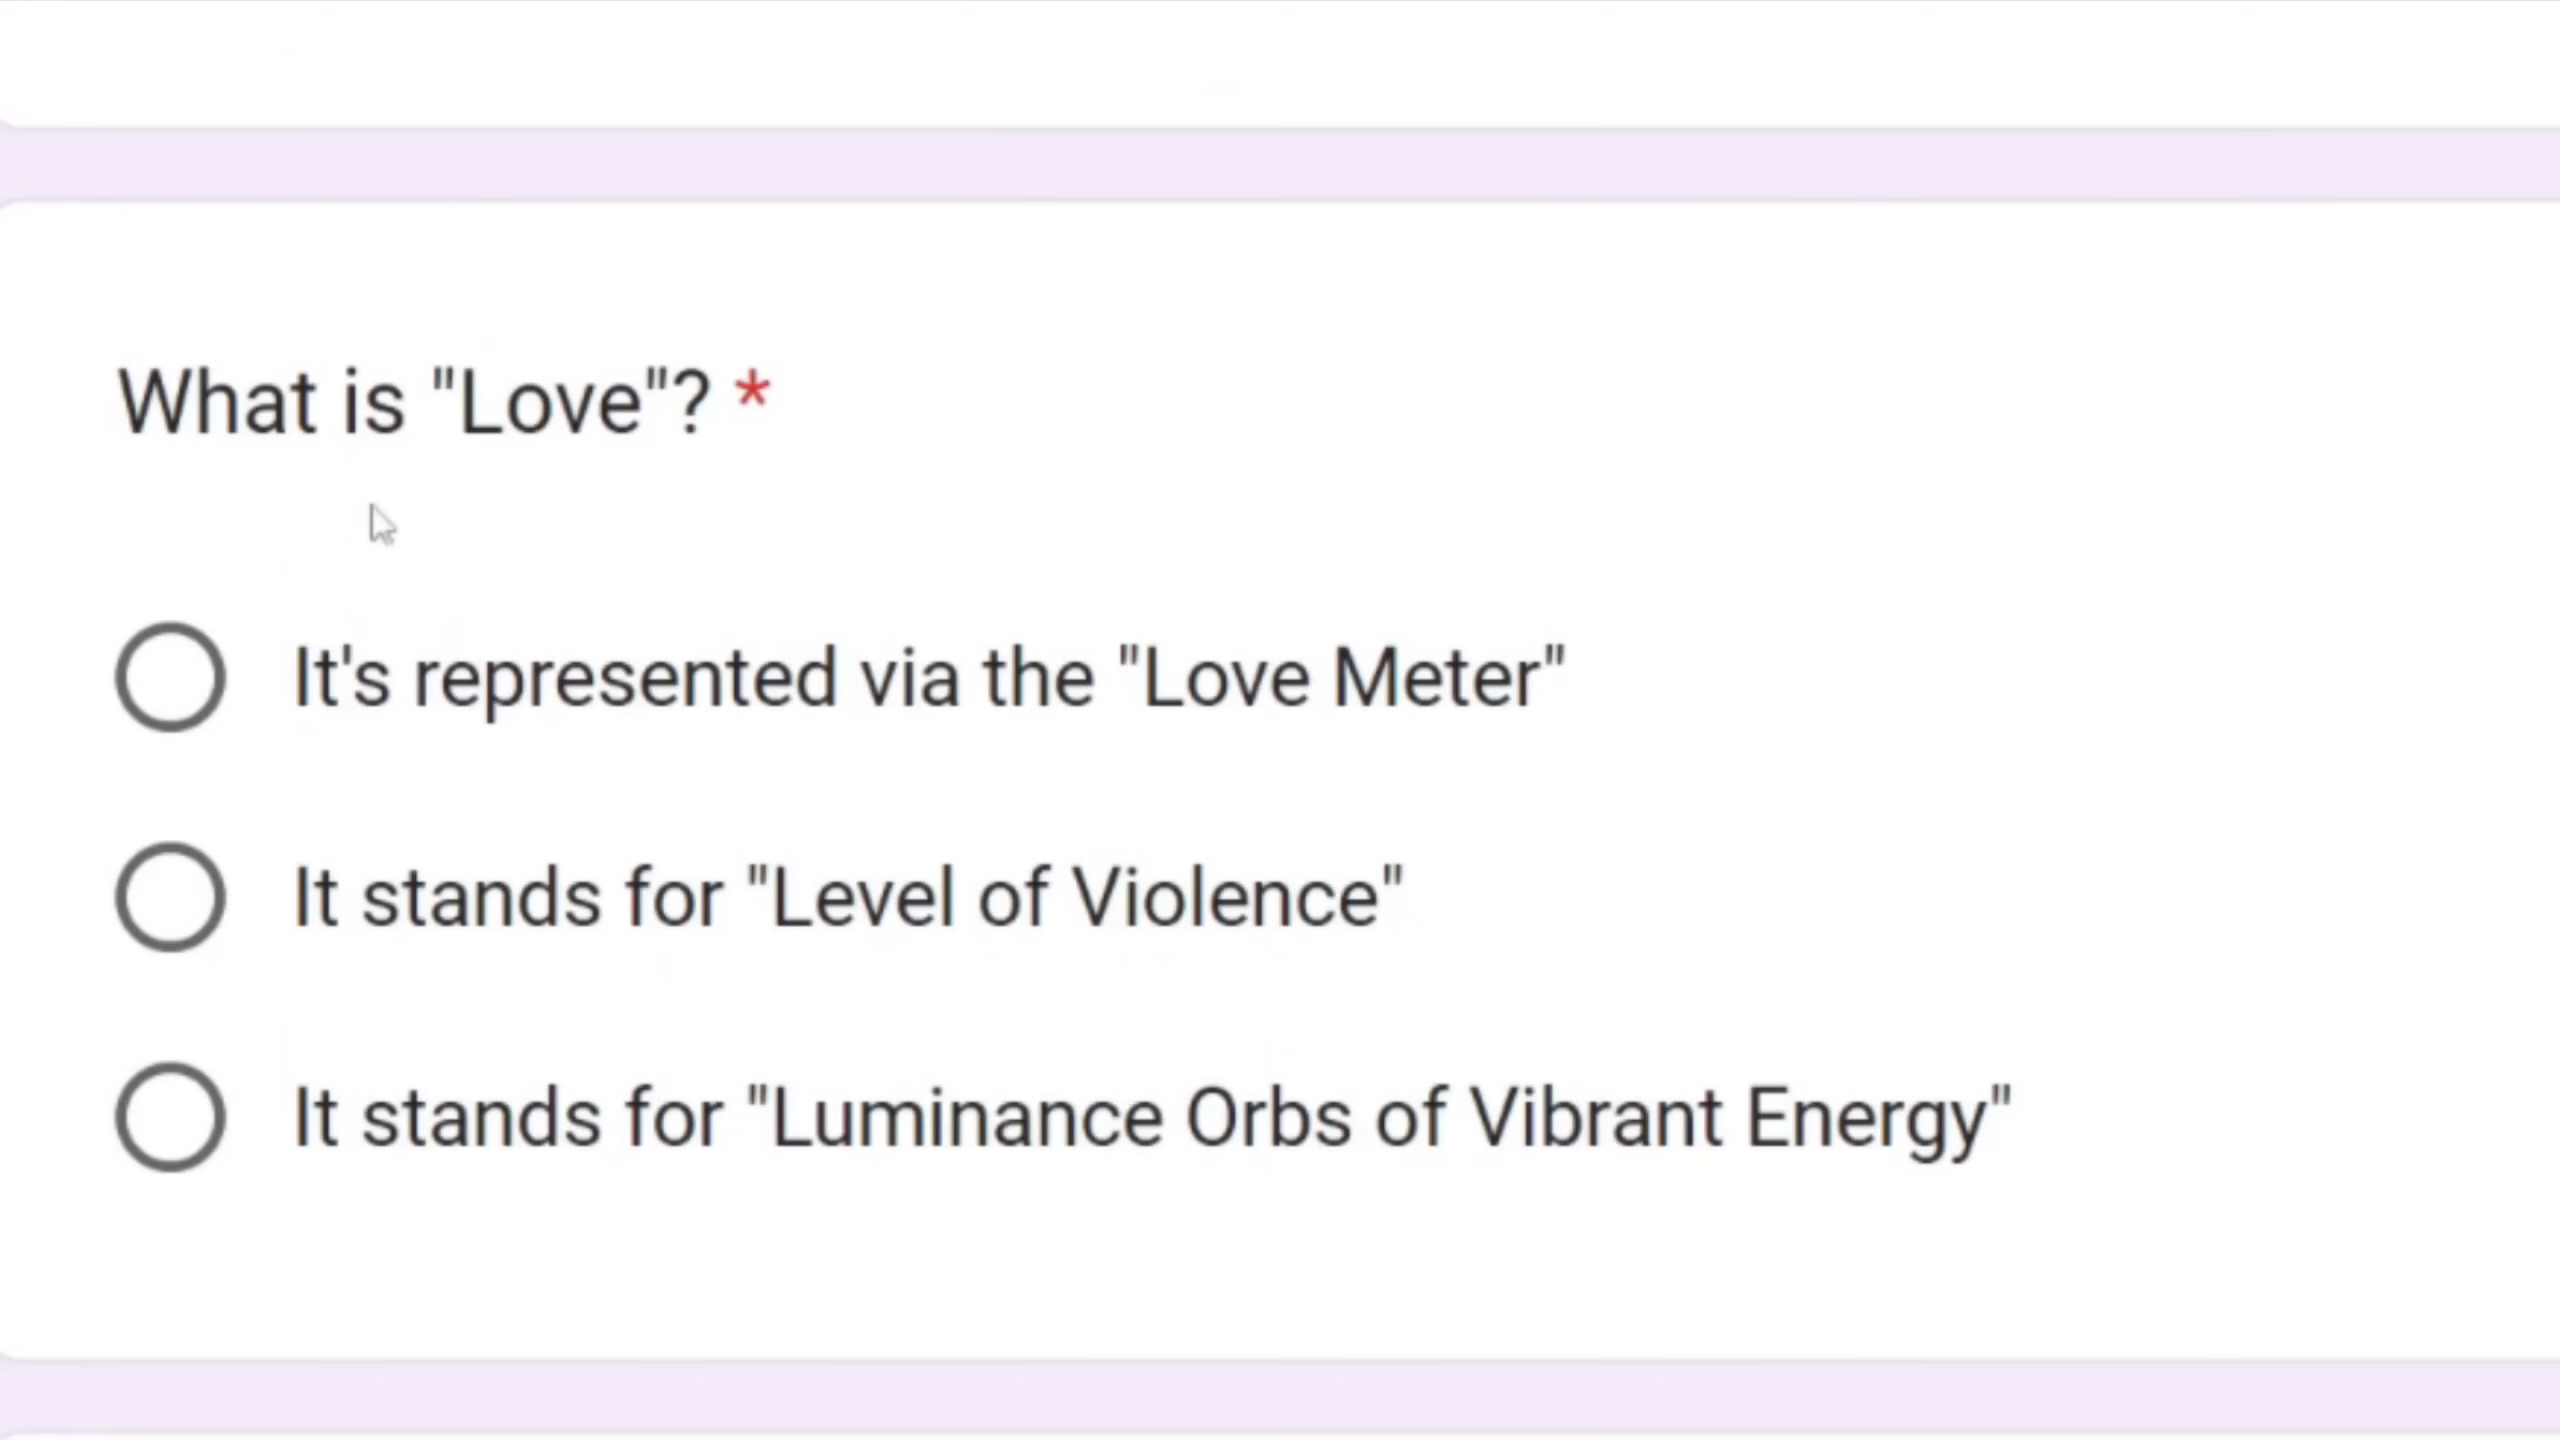 What is "Love"? *
It's represented via the "Love Meter"
It stands for "Level of Violence"
It stands for "Luminance Orbs of Vibrant Energy"